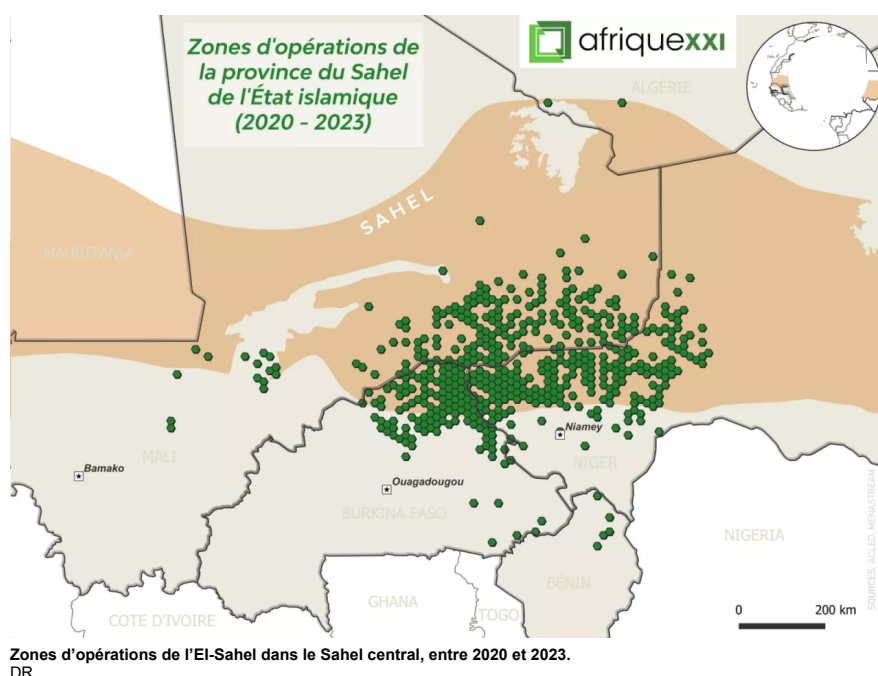 Zones d'opérations de
la province du Sahel
de l'État islamique
(2020 - 2023)
afriqueXXI
ALGÉRIE
SAHEL
MAURITANIA
Niamey
MALI
Bamako
NIGER
Ouagadougou
BURKINA FASO
NIGERIA
BÉNIN
GHANA
TOGO
COTE D'IVOIRE
0 200 km
SOURCES: ACLED, MENASTREAM
Zones d'opérations de l'EI-Sahel dans le Sahel central, entre 2020 et 2023.
DR